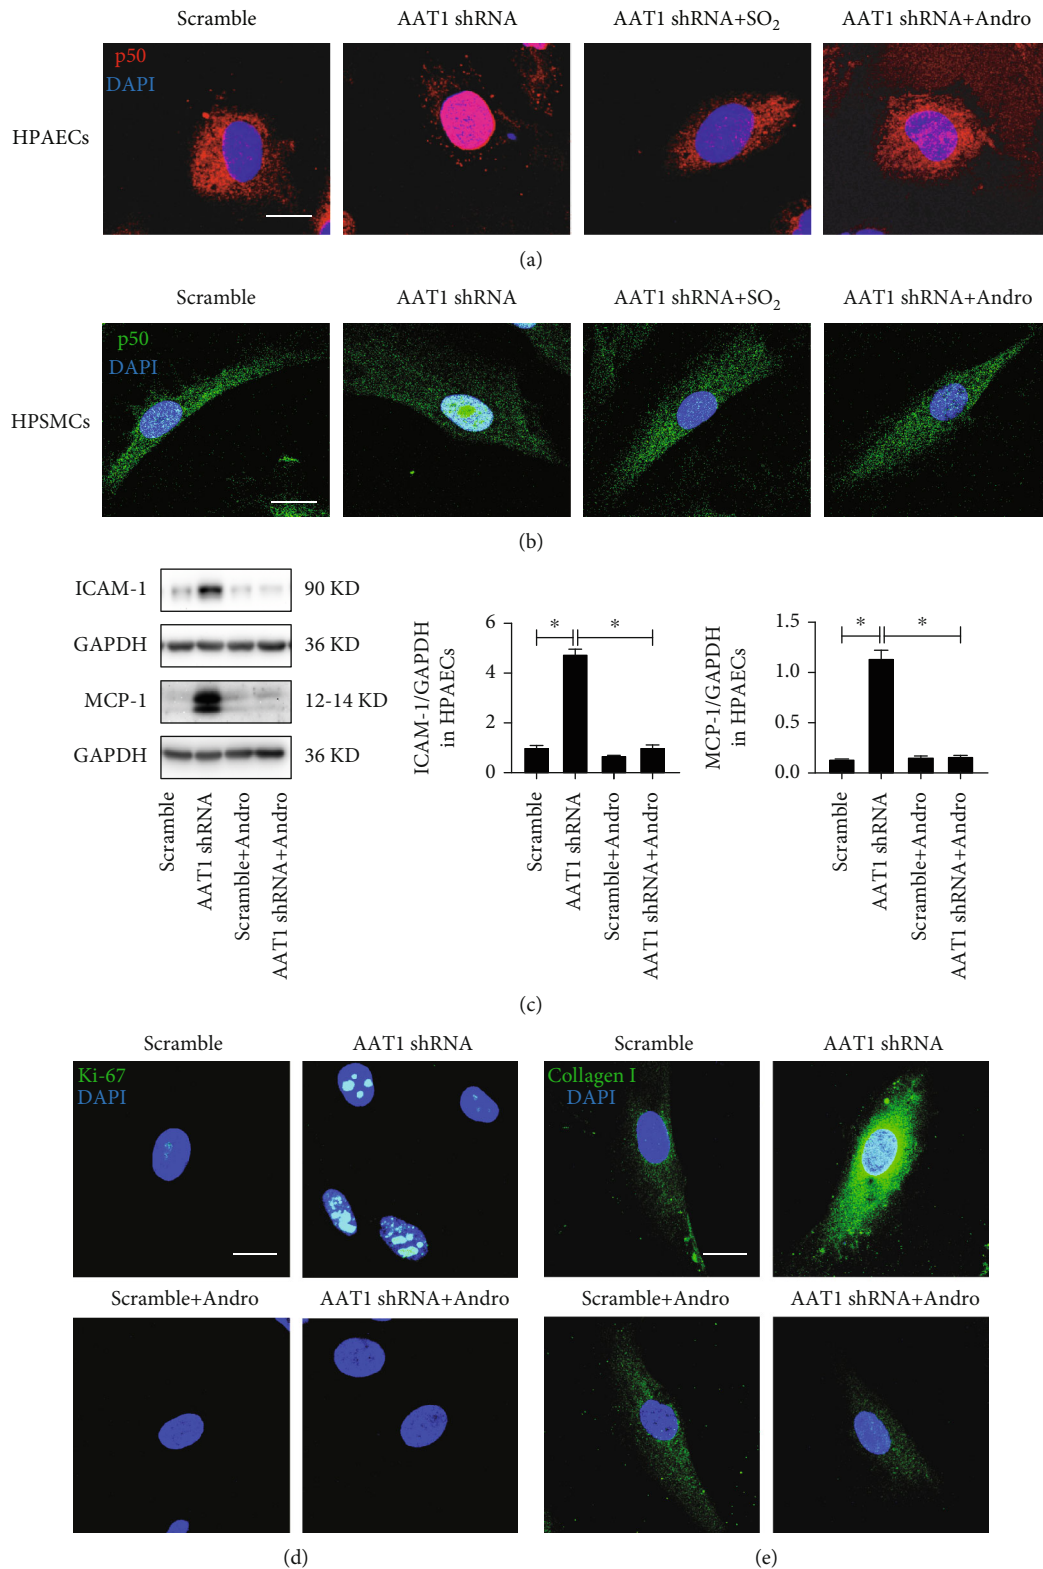 Scramble AAT1 shRNA AAT1 shRNA+SO₂ AAT1 shRNA+Andro
p50
DAPI
HPAECs
(a)
Scramble AAT1 shRNA AAT1 shRNA+SO₂ AAT1 shRNA+Andro
p50
DAPI
HPSMCs
(b)
ICAM-1 90 KD
GAPDH 36 KD
MCP-1 12-14 KD
GAPDH 36 KD
Scramble
AAT1 shRNA
Scramble+Andro
AAT1 shRNA+Andro
ICAM-1/GAPDH
in HPAECs
6
4
2
0
* *
Scramble
AAT1 shRNA
Scramble+Andro
AAT1 shRNA+Andro
MCP-1/GAPDH
in HPAECs
1.5
1.0
0.5
0.0
* *
Scramble
AAT1 shRNA
Scramble+Andro
AAT1 shRNA+Andro
(c)
Scramble AAT1 shRNA
Ki-67
DAPI
Scramble+Andro AAT1 shRNA+Andro
(d)
Scramble AAT1 shRNA
Collagen I
DAPI
Scramble+Andro AAT1 shRNA+Andro
(e)